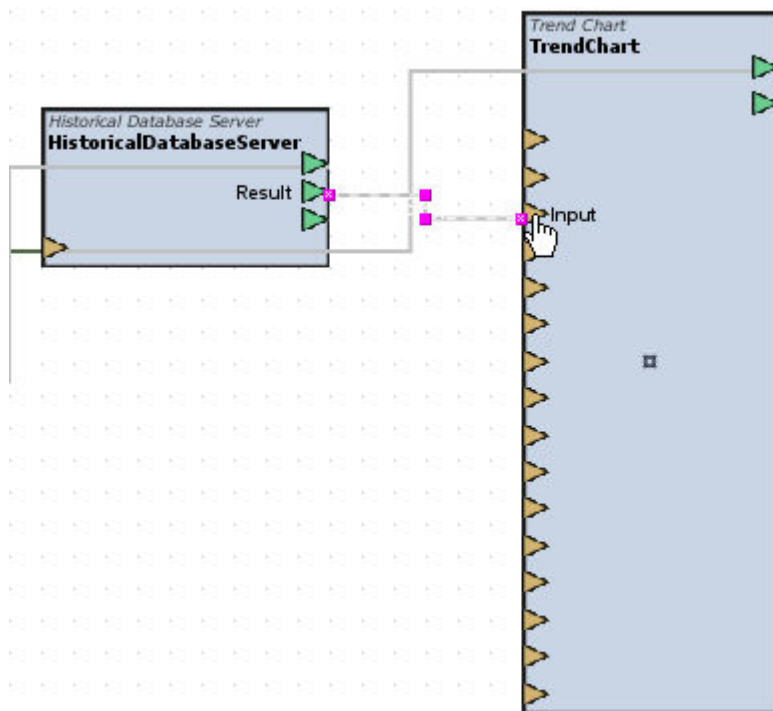 Trend Chart
TrendChart
Historical Database Server
HistoricalDatabaseServer
Result
Input